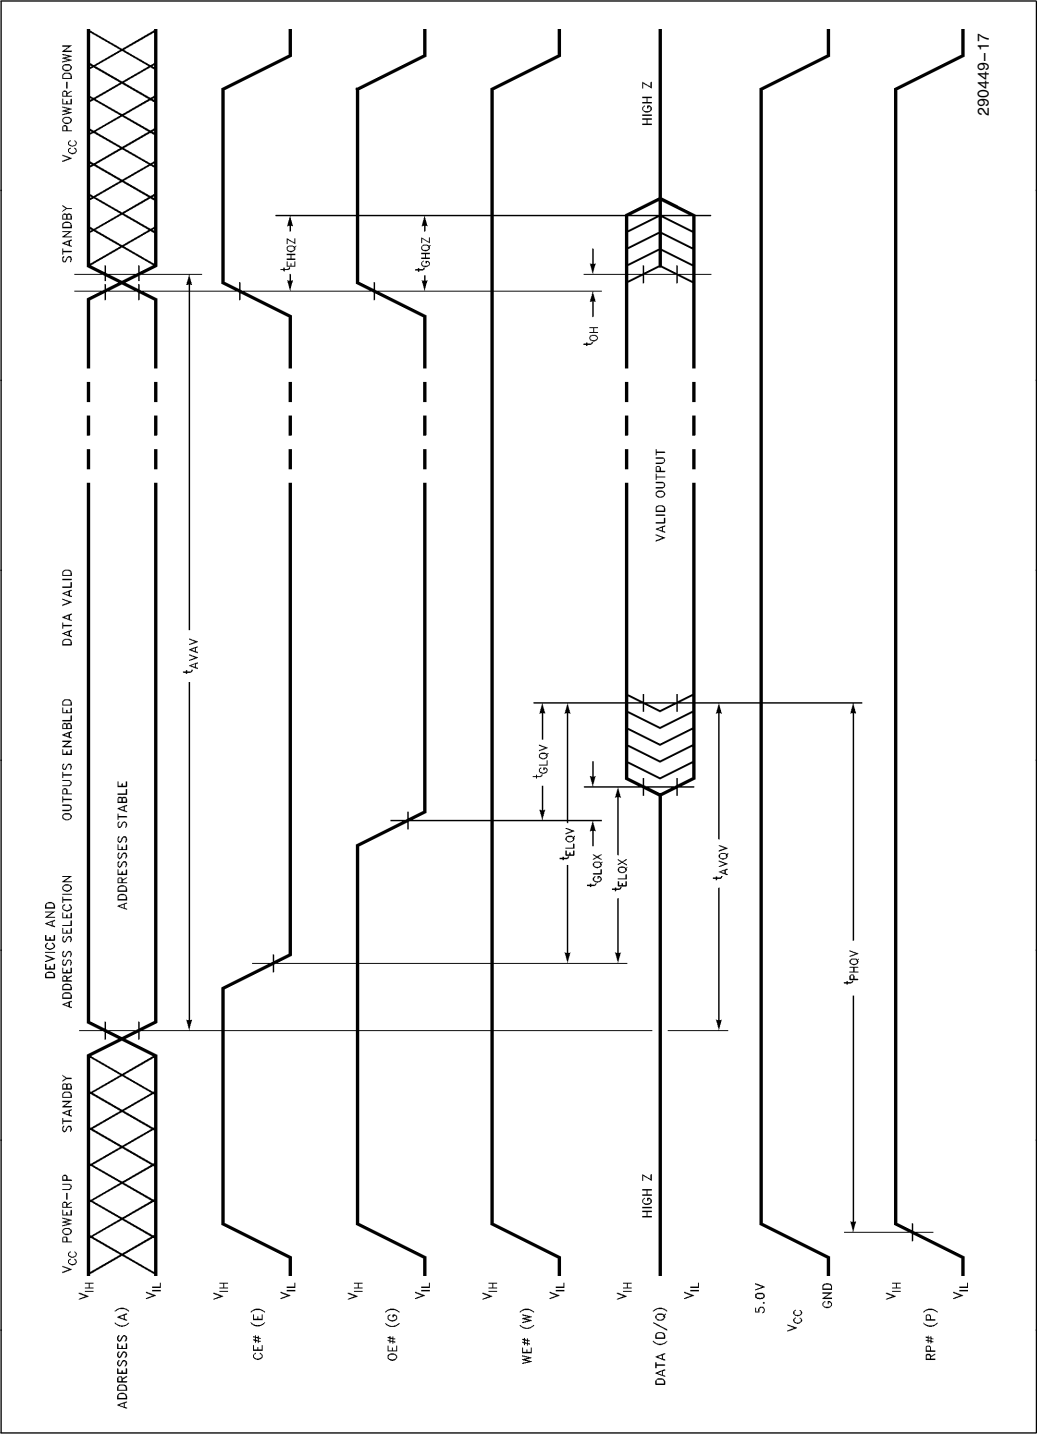 VCC POWER-UP STANDBY DEVICE AND ADDRESS SELECTION OUTPUTS ENABLED DATA VALID STANDBY VCC POWER-DOWN
VIH
ADDRESSES (A)
ADDRESSES STABLE
VIL
tAVAV
VIH
CE# (E)
VIL
tEHQZ
VIH
OE# (G)
VIL
tGHQZ
VIH
WE# (W)
VIL
tGLQV
tELQV
tGLQX
tOH
tELQX
VIH
DATA (D/Q)
HIGH Z
VALID OUTPUT
HIGH Z
VIL
tAVQV
5.0V
VCC
GND
tPHQV
VIH
RP# (P)
VIL
290449-17